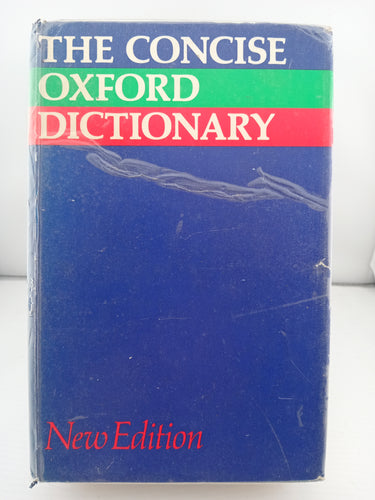 THE CONCISE
OXFORD
DICTIONARY
New Edition